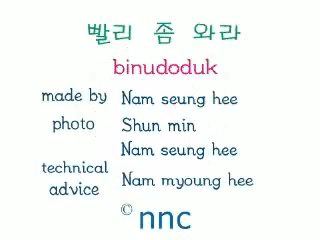 빨리 좀 와라
binudoduk
made by Nam seung hee
photo Shun min
Nam seung hee
technical advice Nam myoung hee
© nnc